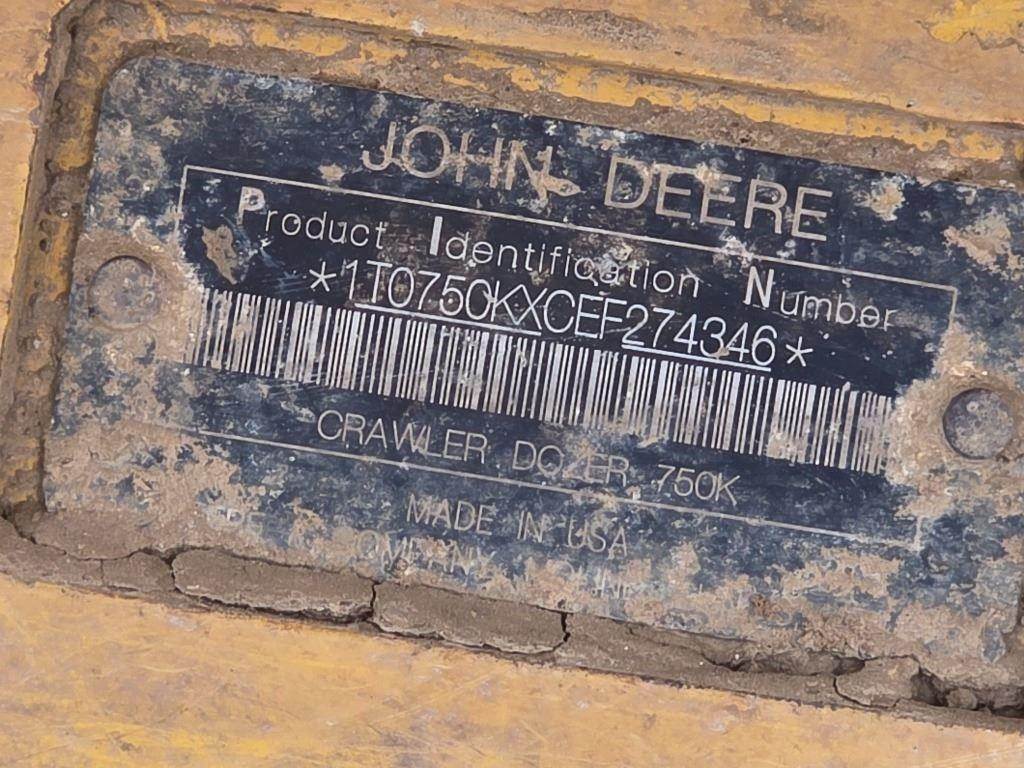 JOHN DEERE
Product Identification Number
*1T0750KXCEF274346*
CRAWLER DOZER 750K
MADE IN USA